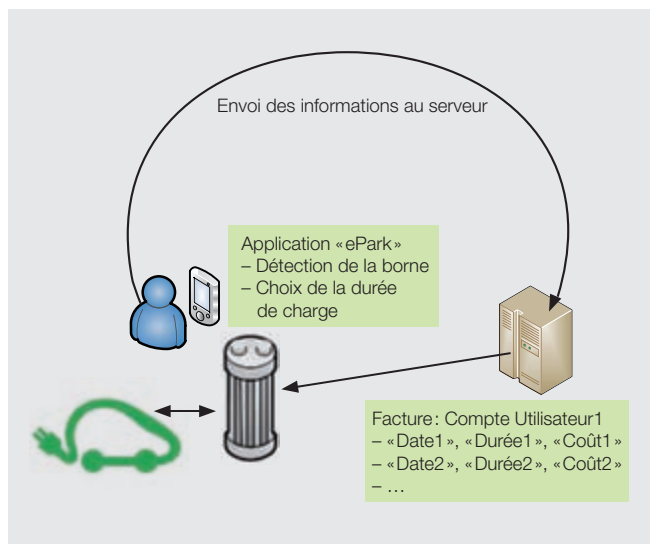 Envoi des informations au serveur
Application «ePark»
– Détection de la borne
– Choix de la durée
de charge
Facture: Compte Utilisateur1
– «Date1», «Durée1», «Coût1»
– «Date2», «Durée2», «Coût2»
– …